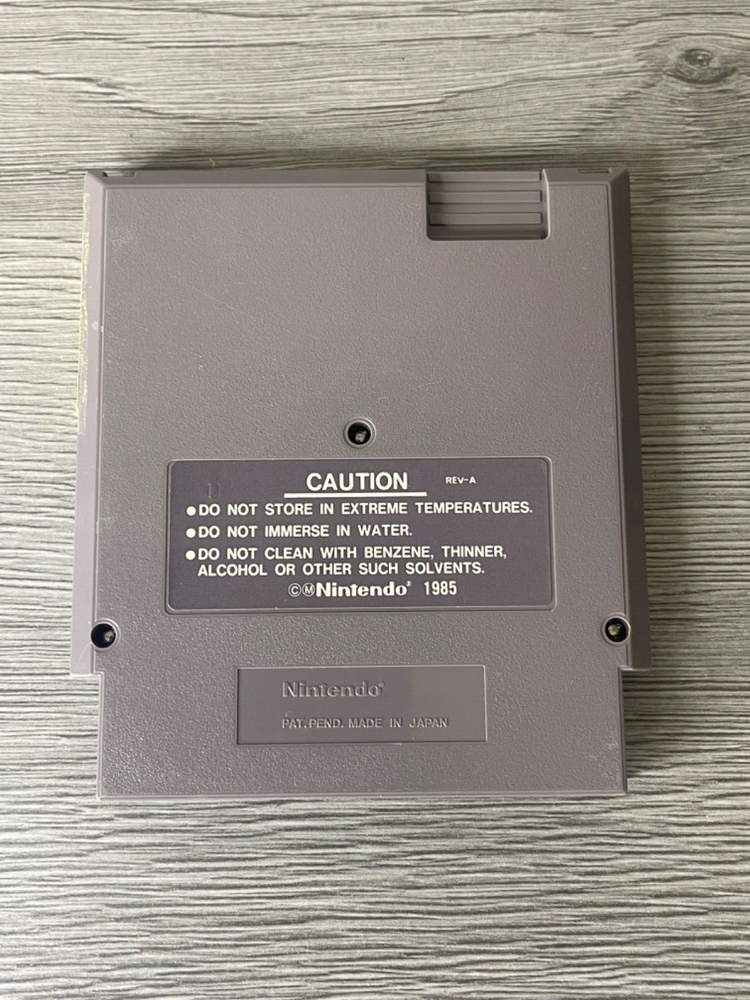 CAUTION REV-A
●DO NOT STORE IN EXTREME TEMPERATURES.
●DO NOT IMMERSE IN WATER.
●DO NOT CLEAN WITH BENZENE, THINNER,
ALCOHOL OR OTHER SUCH SOLVENTS.
©ⓂNintendo® 1985
Nintendo®
PAT. PEND. MADE IN JAPAN